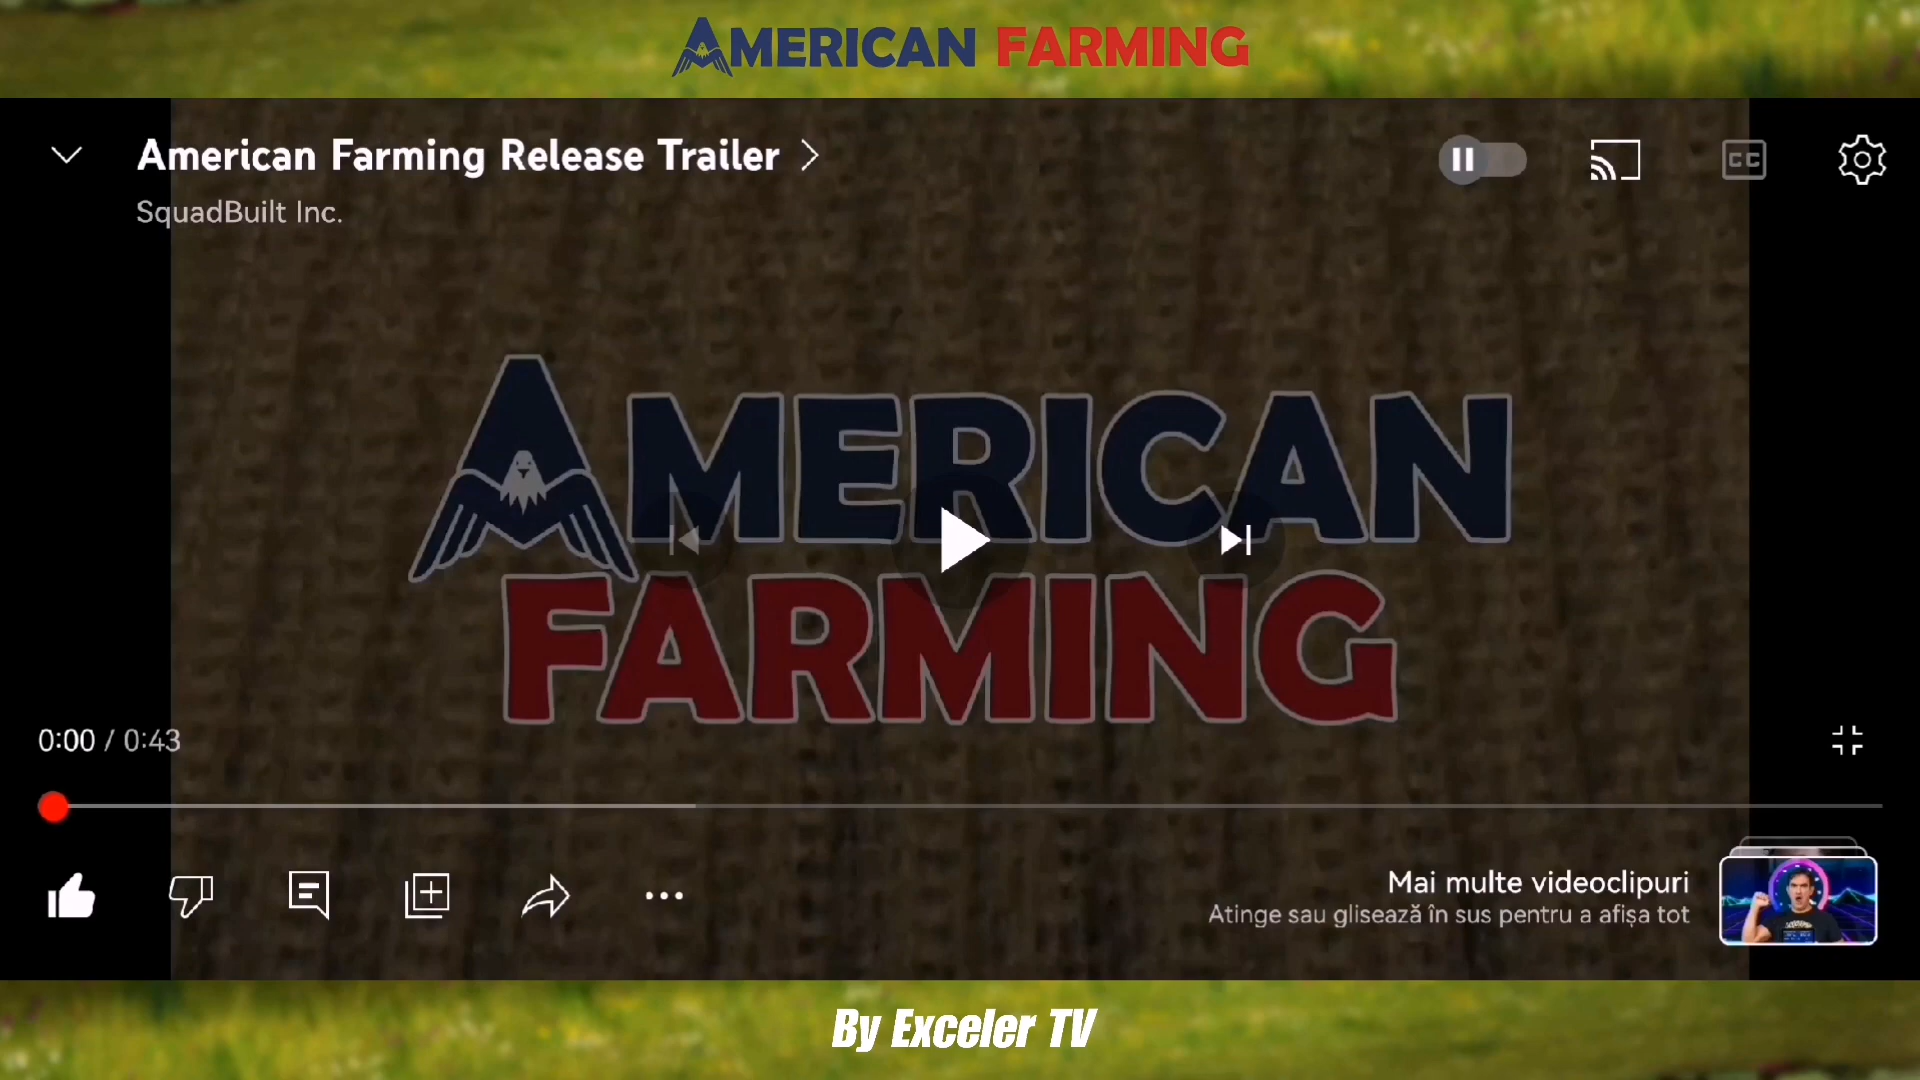 AMERICAN FARMING
American Farming Release Trailer
SquadBuilt Inc.
CC
AMERICAN
FARMING
0:00 / 0:43
Mai multe videoclipuri
Atinge sau glisează în sus pentru a afișa tot
By Exceler TV